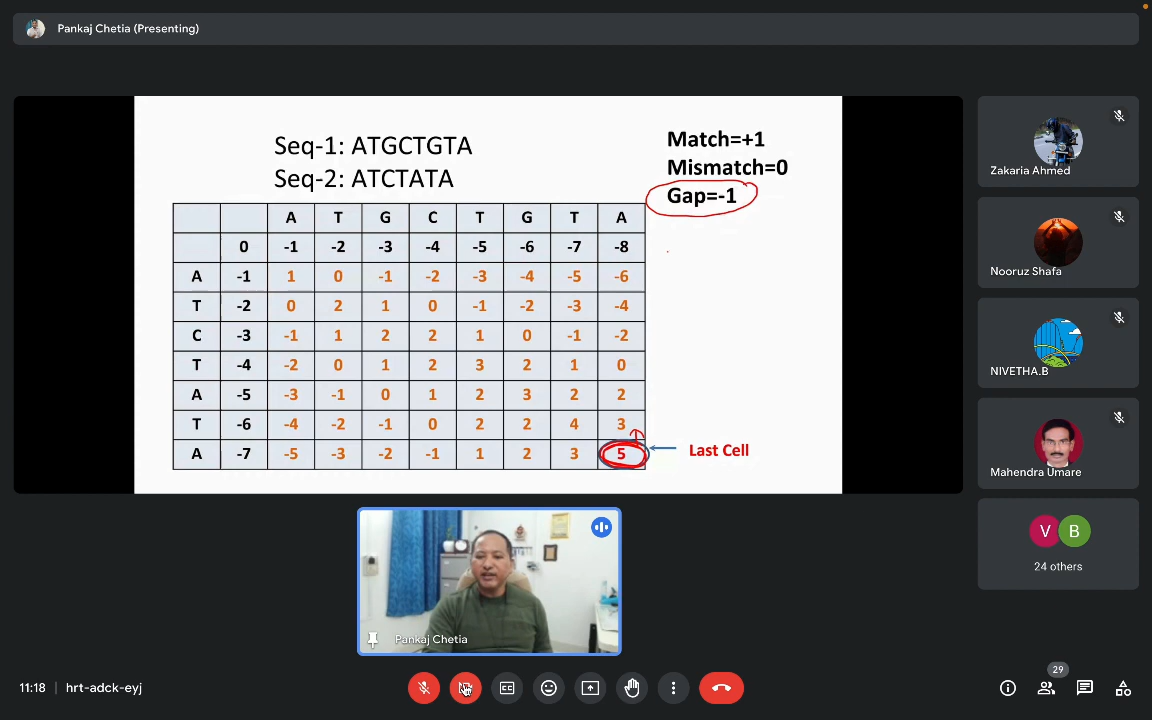 Pankaj Chetia (Presenting)
Seq-1: ATGCTGTA
Seq-2: ATCTATA
Match=+1
Mismatch=0
Gap=-1
A T G C T G T A
0 -1 -2 -3 -4 -5 -6 -7 -8
A -1 1 0 -1 -2 -3 -4 -5 -6
T -2 0 2 1 0 -1 -2 -3 -4
C -3 -1 1 2 2 1 0 -1 -2
T -4 -2 0 1 2 3 2 1 0
A -5 -3 -1 0 1 2 3 2 2
T -6 -4 -2 -1 0 2 2 4 3
A -7 -5 -3 -2 -1 1 2 3 5
Last Cell
Zakaria Ahmed
Nooruz Shafa
NIVETHA.B
Mahendra Umare
V B
24 others
Pankaj Chetia
11:18 | hrt-adck-eyj
CC
29